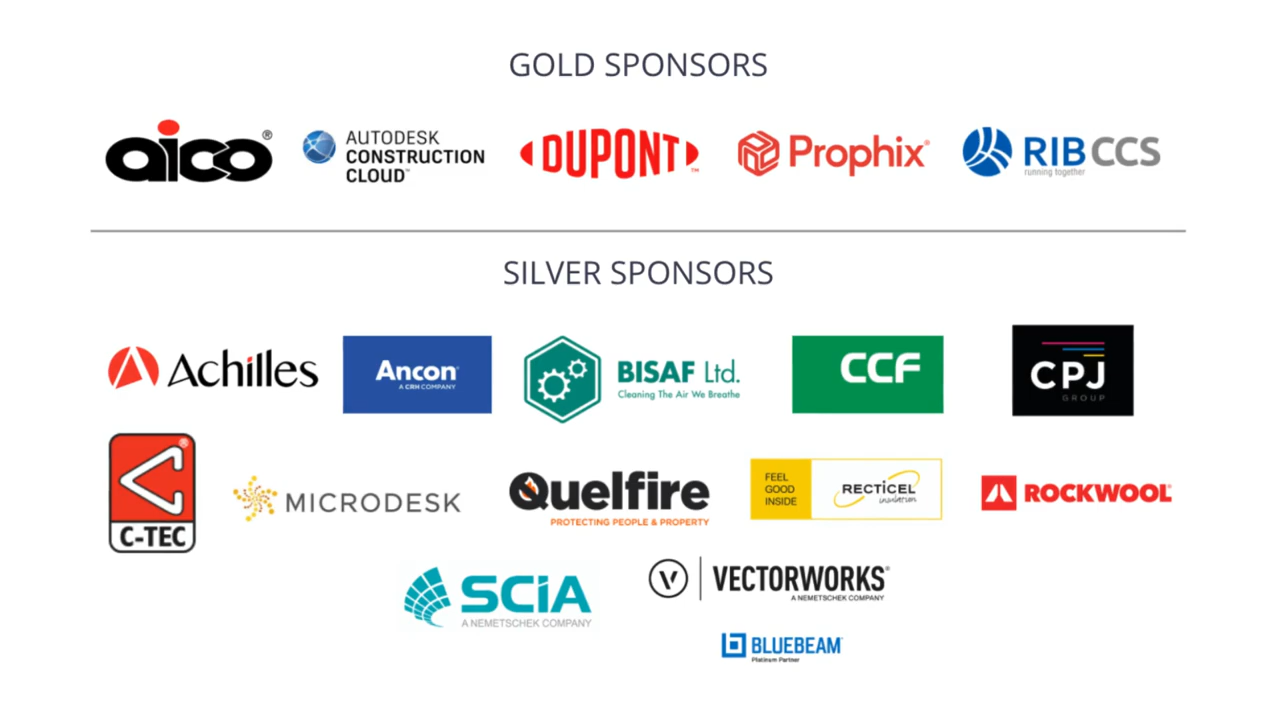 GOLD SPONSORS
aico®
AUTODESK
CONSTRUCTION
CLOUD™
DUPONT™
Prophix®
RIB CCS
running together
SILVER SPONSORS
Achilles
Ancon®
A CRH COMPANY
BISAF Ltd.
Cleaning The Air We Breathe
CCF
CPJ
GROUP
®
C-TEC
MICRODESK
Quelfire
PROTECTING PEOPLE & PROPERTY
FEEL
GOOD
INSIDE
RECTICEL
insulation
ROCKWOOL®
SCiA
A NEMETSCHEK COMPANY
V
VECTORWORKS®
A NEMETSCHEK COMPANY
BLUEBEAM®
Platinum Partner